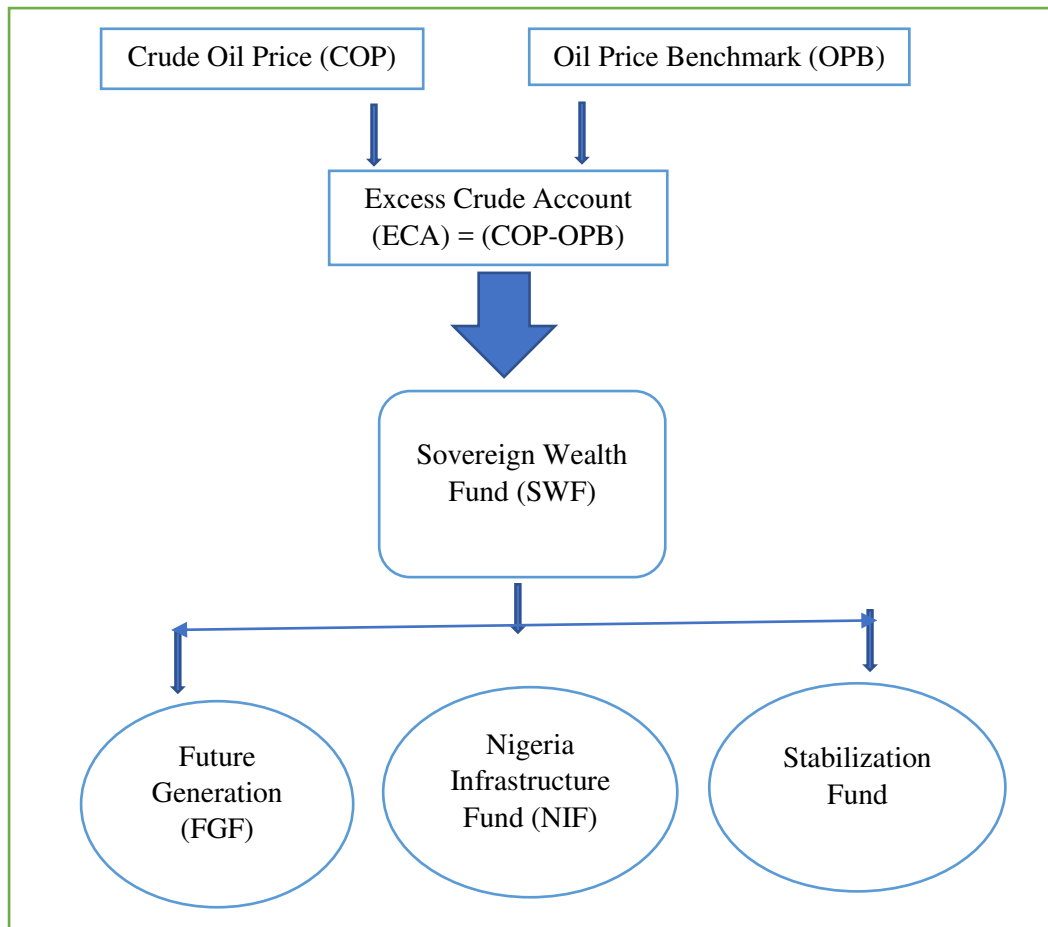 Crude Oil Price (COP)
Oil Price Benchmark (OPB)
Excess Crude Account
(ECA) = (COP-OPB)
Sovereign Wealth
Fund (SWF)
Future
Generation
(FGF)
Nigeria
Infrastructure
Fund (NIF)
Stabilization
Fund